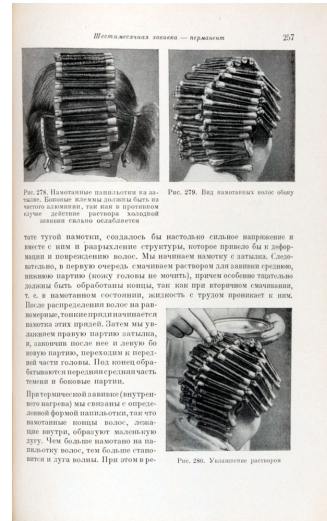 Шестимесячная завивка — перманент 257
Рис. 278. Намотанные папильотки на за-
тылке. Боковые клеммы должны быть из
чистого алюминия, так как в противном
случае действие раствора холодной
завивки сильно ослабляется
Рис. 279. Вид намотанных волос сбоку
тате тугой намотки, создалось бы настолько сильное напряжение и
вместе с ним и разрыхление структуры, которое привело бы к дефор-
мации и повреждению волос. Мы начинаем намотку с затылка. Следо-
вательно, в первую очередь смачиваем раствором для завивки среднюю,
нижнюю партию (кожу головы не мочить), причем особенно тщательно
должны быть обработаны концы, так как при вторичном смачивании,
т. е. в намотанном состоянии, жидкость с трудом проникает к ним.
После распределения волос на рав-
номерные, тонкие пряди начинается
намотка этих прядей. Затем мы ув-
лажняем правую партию затылка,
и, закончив после нее и левую бо
новую партию, переходим к перед-
ней части головы. Под конец обра-
батываются передняя средняя часть
темени и боковые партии.
При термической завивке (внутрен-
него нагрева) мы связаны с опреде-
ленной формой папильотки, так что
намотанные концы волос, лежа-
щие внутри, образуют маленькую
дугу. Чем больше намотано на па-
пильотку волос, тем больше стано-
вится и дуга волны. При этом в ре-
Рис. 280. Увлажнение раствором